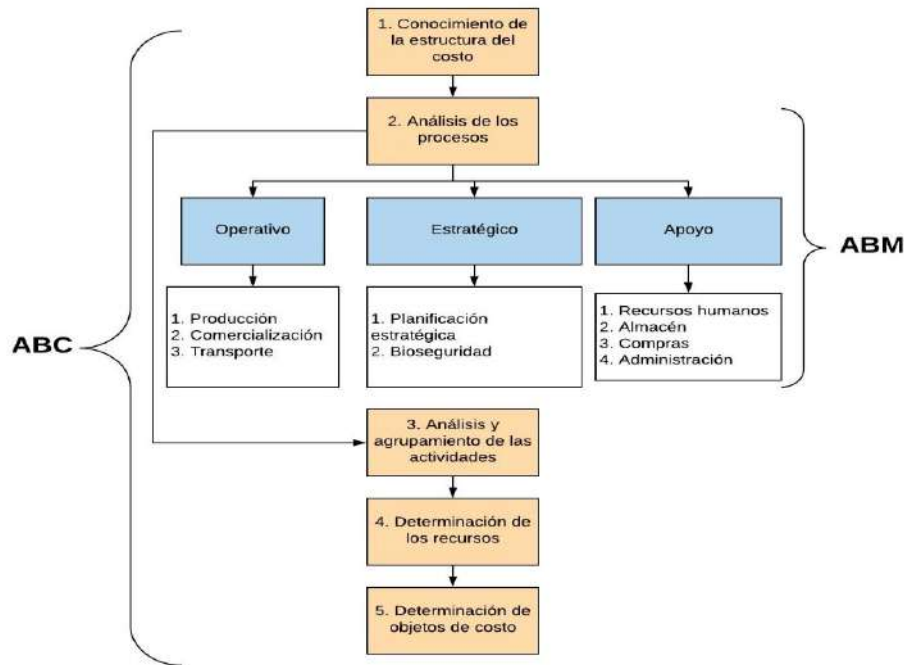 1. Conocimiento de
la estructura del
costo
2. Análisis de los
procesos
Operativo
Estratégico
Apoyo
ABM
1. Producción
2. Comercialización
3. Transporte
1. Planificación
estratégica
2. Bioseguridad
1. Recursos humanos
2. Almacén
3. Compras
4. Administración
ABC
3. Análisis y
agrupamiento de las
actividades
4. Determinación de
los recursos
5. Determinación de
objetos de costo